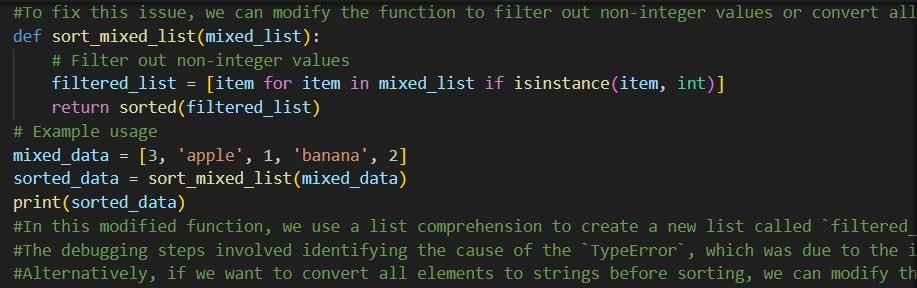 #To fix this issue, we can modify the function to filter out non-integer values or convert all
def sort_mixed_list(mixed_list):
    # Filter out non-integer values
    filtered_list = [item for item in mixed_list if isinstance(item, int)]
    return sorted(filtered_list)
# Example usage
mixed_data = [3, 'apple', 1, 'banana', 2]
sorted_data = sort_mixed_list(mixed_data)
print(sorted_data)
#In this modified function, we use a list comprehension to create a new list called `filtered_
#The debugging steps involved identifying the cause of the `TypeError`, which was due to the i
#Alternatively, if we want to convert all elements to strings before sorting, we can modify th